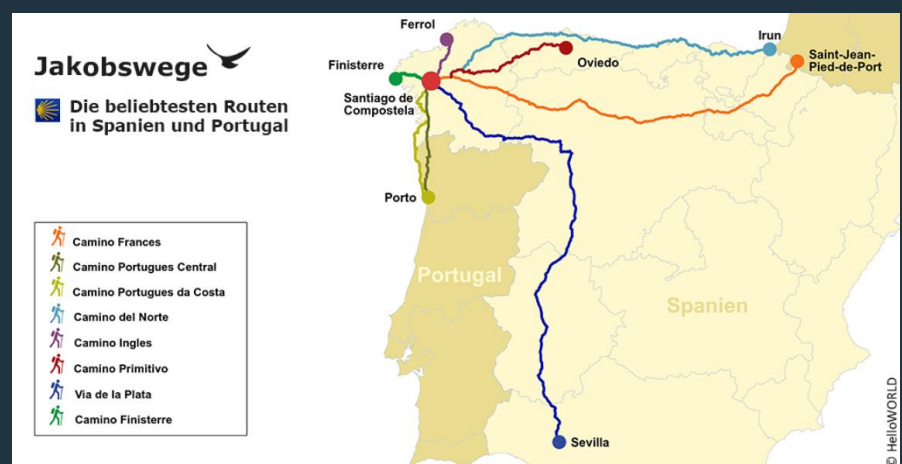 Jakobswege
Die beliebtesten Routen
in Spanien und Portugal
Ferrol
Finisterre
Santiago de
Compostela
Oviedo
Irun
Saint-Jean-
Pied-de-Port
Porto
Portugal
Spanien
Sevilla
Camino Frances
Camino Portugues Central
Camino Portugues da Costa
Camino del Norte
Camino Ingles
Camino Primitivo
Via de la Plata
Camino Finisterre
© HelloWORLD